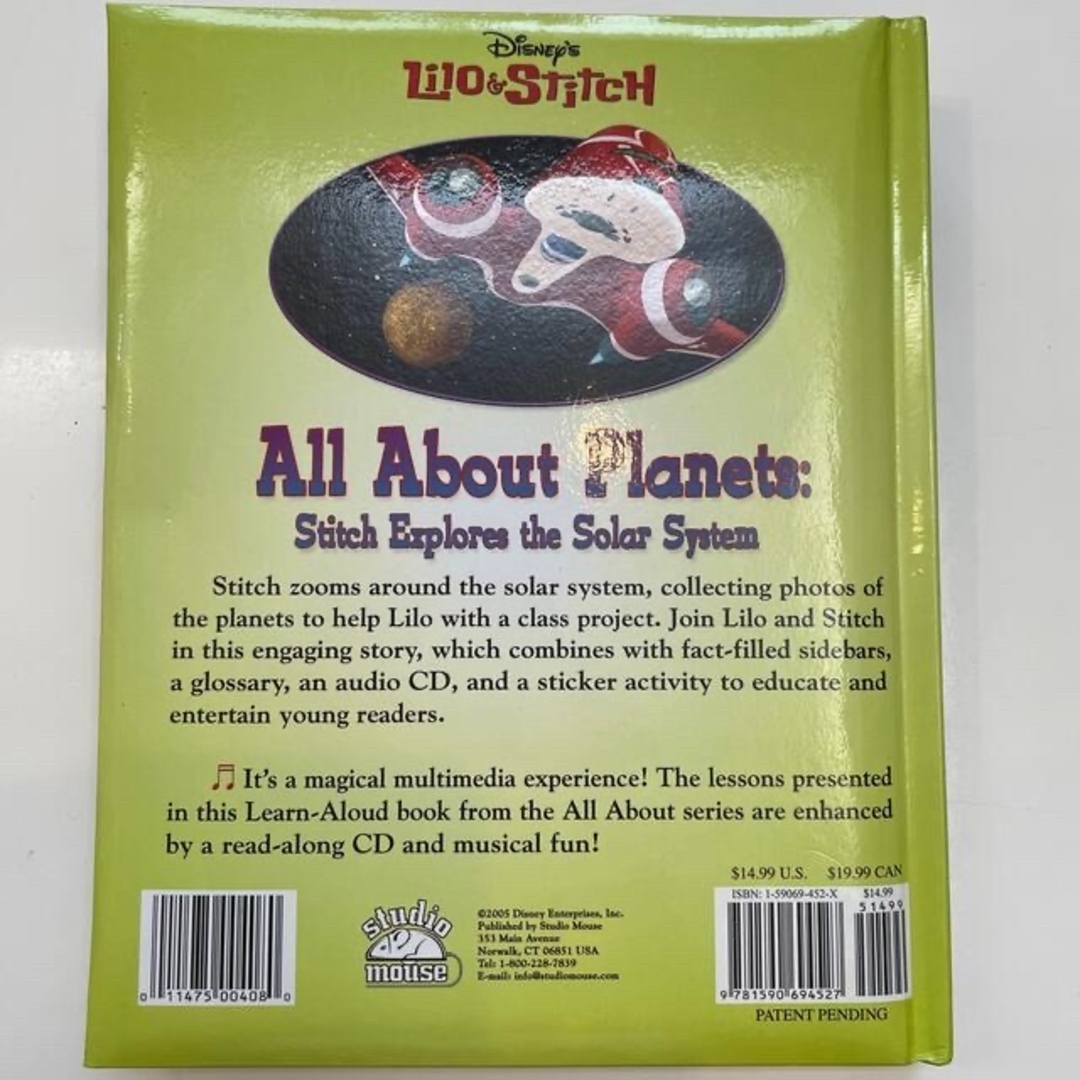 Disney's
Lilo & Stitch
All About Planets:
Stitch Explores the Solar System
Stitch zooms around the solar system, collecting photos of
the planets to help Lilo with a class project. Join Lilo and Stitch
in this engaging story, which combines with fact-filled sidebars,
a glossary, an audio CD, and a sticker activity to educate and
entertain young readers.
It's a magical multimedia experience! The lessons presented
in this Learn-Aloud book from the All About series are enhanced
by a read-along CD and musical fun!
$14.99 U.S. $19.99 CAN
ISBN: 1-59069-452-X $14.99
51499
studio
mouse
©2005 Disney Enterprises, Inc.
Published by Studio Mouse
353 Main Avenue
Norwalk, CT 06851 USA
Tel: 1-800-228-7839
E-mail: info@studiomouse.com
0 11475 00408 0
9 781590 694527
PATENT PENDING